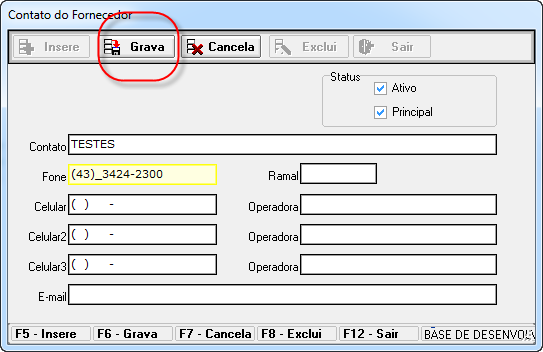 Contato do Fornecedor
Insere Grava Cancela Exclui Sair
Status
Ativo
Principal
Contato TESTES
Fone (43)_3424-2300 Ramal
Celular ( ) - Operadora
Celular2 ( ) - Operadora
Celular3 ( ) - Operadora
E-mail
F5 - Insere F6 - Grava F7 - Cancela F8 - Exclui F12 - Sair BASE DE DESENVOLV